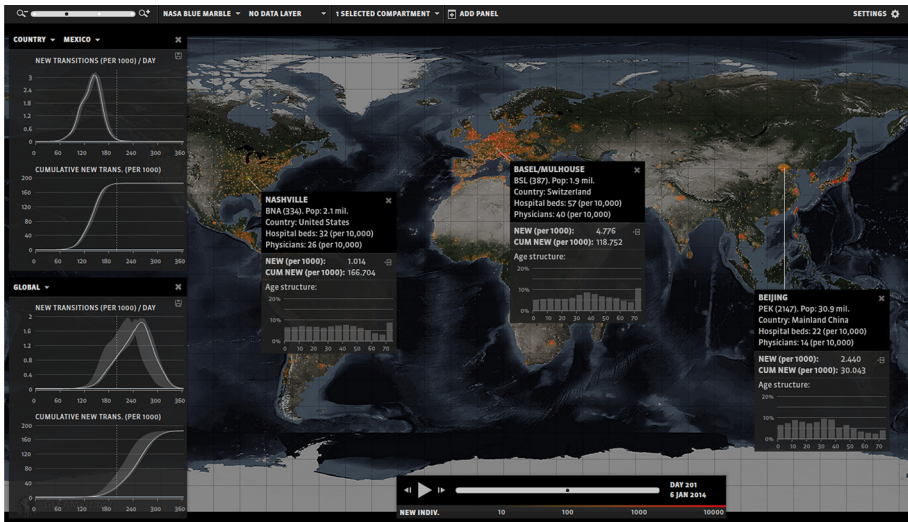 NASA BLUE MARBLE NO DATA LAYER 1 SELECTED COMPARTMENT ADD PANEL SETTINGS
COUNTRY MEXICO
NEW TRANSITIONS (PER 1000) / DAY
3
2.4
1.8
1.2
0.6
0
0 60 120 180 240 300 360
CUMULATIVE NEW TRANS. (PER 1000)
200
160
120
80
40
0
0 60 120 180 240 300 360
GLOBAL
NEW TRANSITIONS (PER 1000) / DAY
2
1.6
1.2
0.8
0.4
0
0 60 120 180 240 300 360
CUMULATIVE NEW TRANS. (PER 1000)
200
160
120
80
40
0
0 60 120 180 240 300 360
NASHVILLE
BNA (334). Pop: 2.1 mil.
Country: United States
Hospital beds: 32 (per 10,000)
Physicians: 26 (per 10,000)
NEW (per 1000): 1.014
CUM NEW (per 1000): 166.704
Age structure:
20%
10%
0%
0 10 20 30 40 50 60 70
BASEL/MULHOUSE
BSL (387). Pop: 1.9 mil.
Country: Switzerland
Hospital beds: 57 (per 10,000)
Physicians: 40 (per 10,000)
NEW (per 1000): 4.776
CUM NEW (per 1000): 118.752
Age structure:
20%
10%
0%
0 10 20 30 40 50 60 70
BEIJING
PEK (2147). Pop: 30.9 mil.
Country: Mainland China
Hospital beds: 22 (per 10,000)
Physicians: 14 (per 10,000)
NEW (per 1000): 2.440
CUM NEW (per 1000): 30.043
Age structure:
20%
10%
0%
0 10 20 30 40 50 60 70
DAY 201
6 JAN 2014
NEW INDIV. 10 100 1000 10000